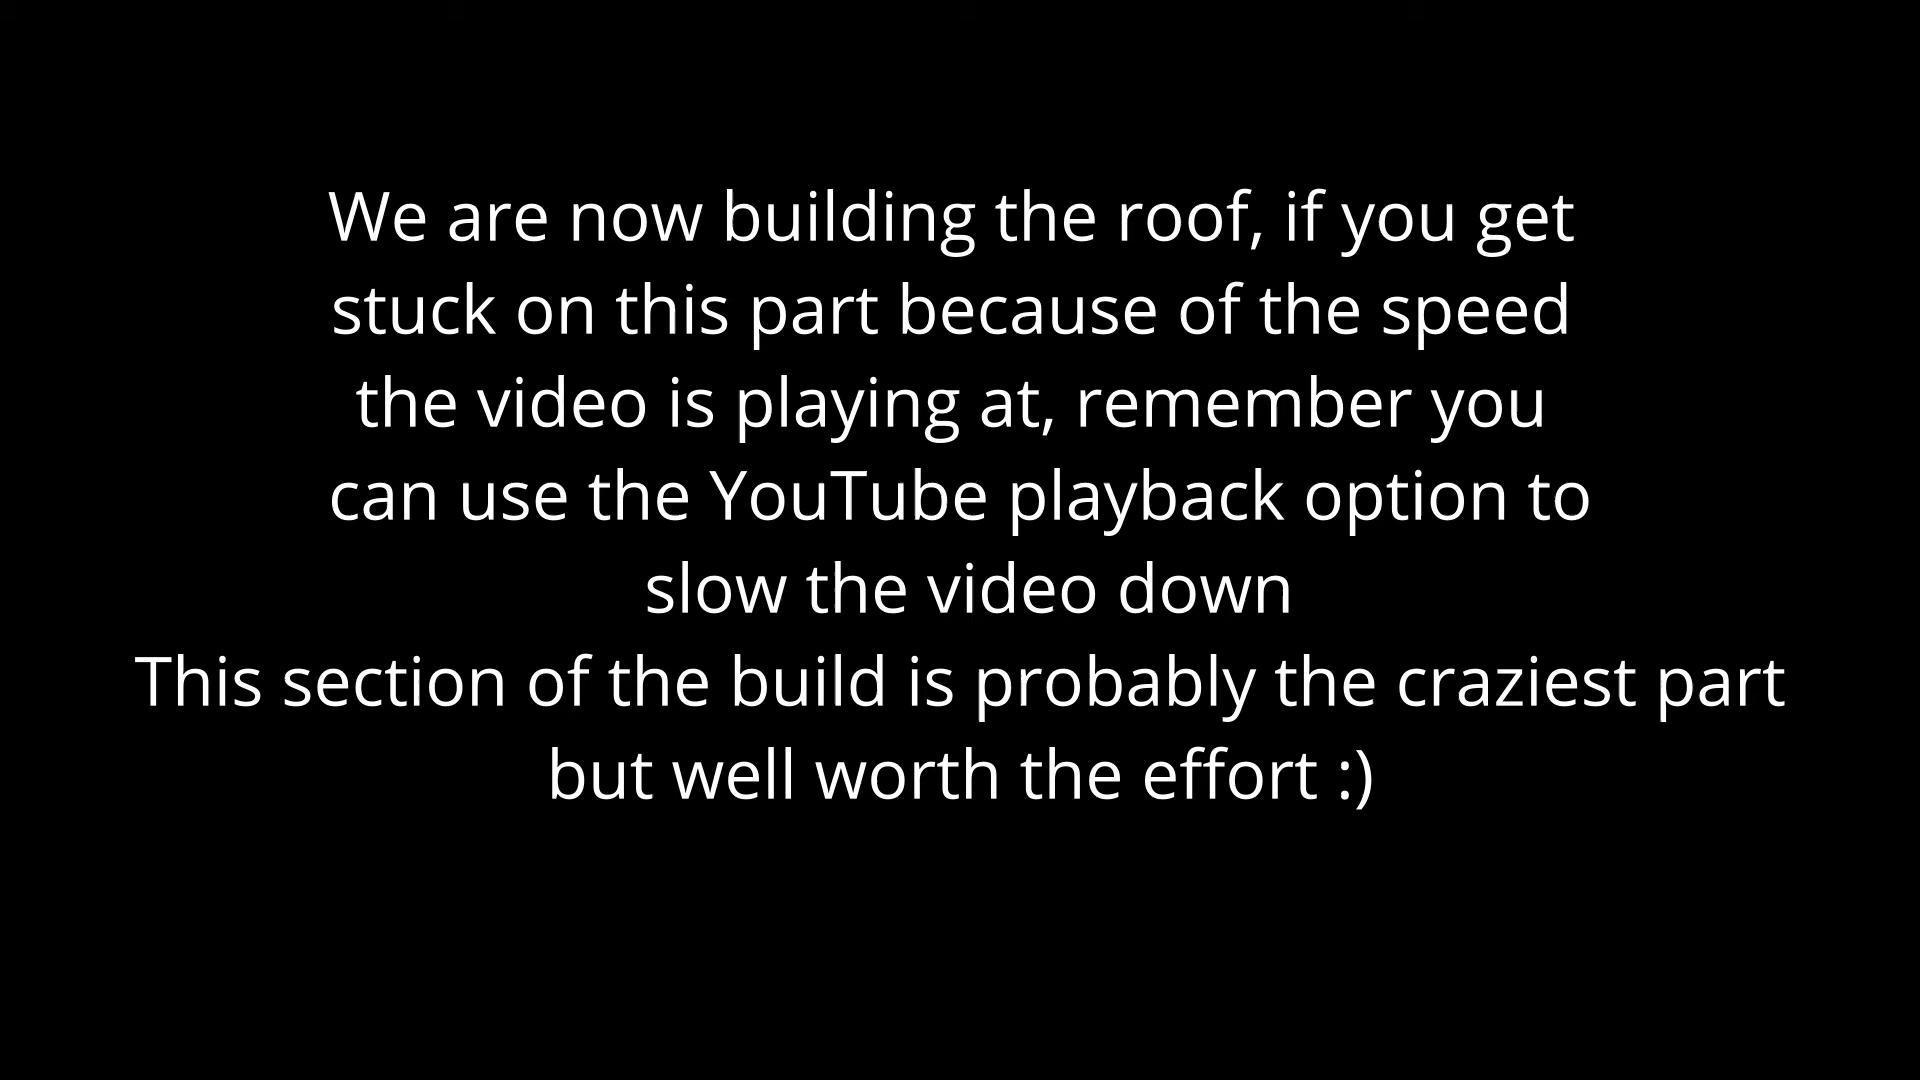 We are now building the roof, if you get
stuck on this part because of the speed
the video is playing at, remember you
can use the YouTube playback option to
slow the video down
This section of the build is probably the craziest part
but well worth the effort :)